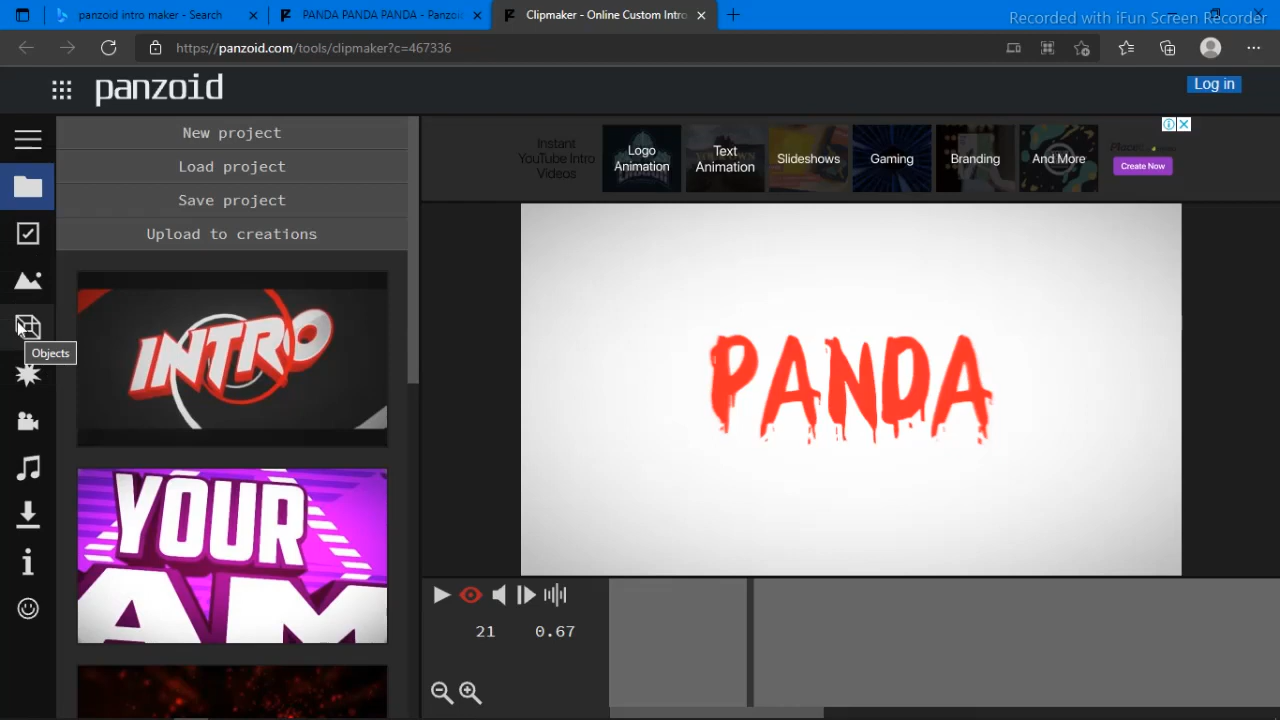 panzoid intro maker - Search
PANDA PANDA PANDA - Panzoid
Clipmaker - Online Custom Intro
Recorded with iFun Screen Recorder
https://panzoid.com/tools/clipmaker?c=467336
panzoid
Log in
New project
Load project
Save project
Upload to creations
Instant
YouTube Intro
Videos
Logo
Animation
Text
Animation
Slideshows
Gaming
Branding
And More
Create Now
INTRO
Objects
YOUR
PANDA
21 0.67